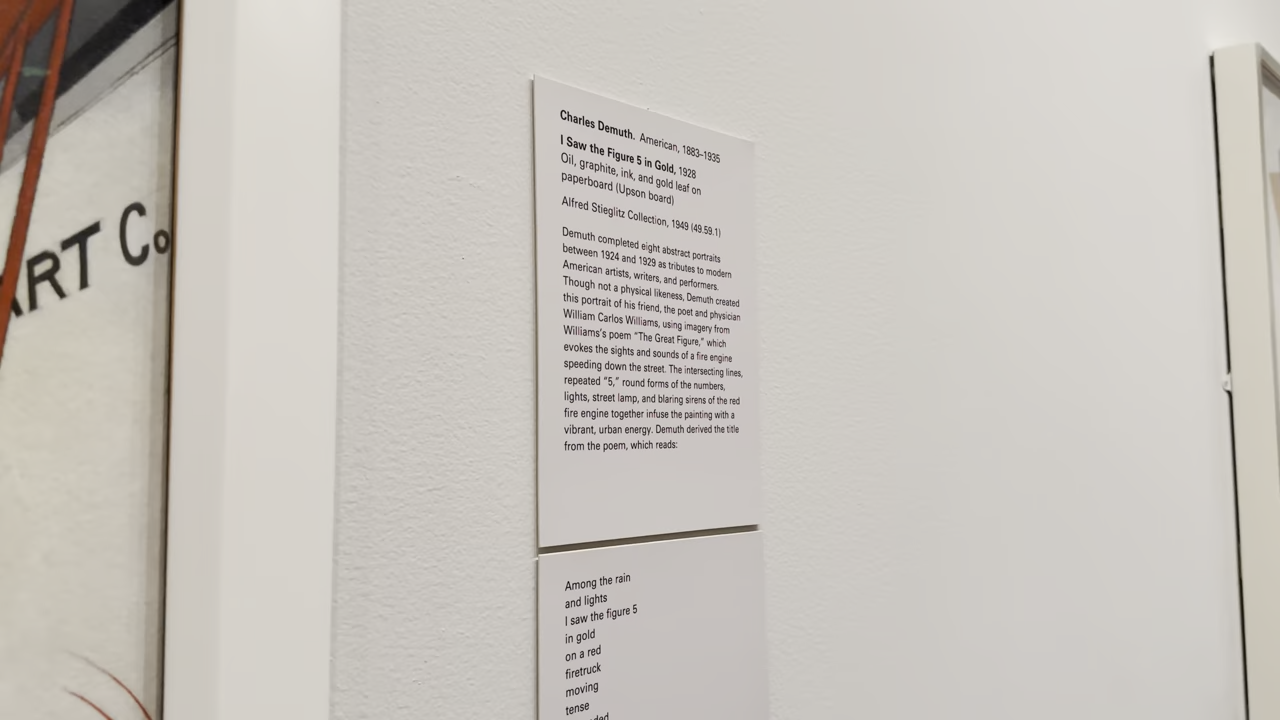 ART Co
Charles Demuth. American, 1883–1935
I Saw the Figure 5 in Gold, 1928
Oil, graphite, ink, and gold leaf on
paperboard (Upson board)
Alfred Stieglitz Collection, 1949 (49.59.1)
Demuth completed eight abstract portraits
between 1924 and 1929 as tributes to modern
American artists, writers, and performers.
Though not a physical likeness, Demuth created
this portrait of his friend, the poet and physician
William Carlos Williams, using imagery from
Williams's poem “The Great Figure,” which
evokes the sights and sounds of a fire engine
speeding down the street. The intersecting lines,
repeated “5,” round forms of the numbers,
lights, street lamp, and blaring sirens of the red
fire engine together infuse the painting with a
vibrant, urban energy. Demuth derived the title
from the poem, which reads:
Among the rain
and lights
I saw the figure 5
in gold
on a red
firetruck
moving
tense